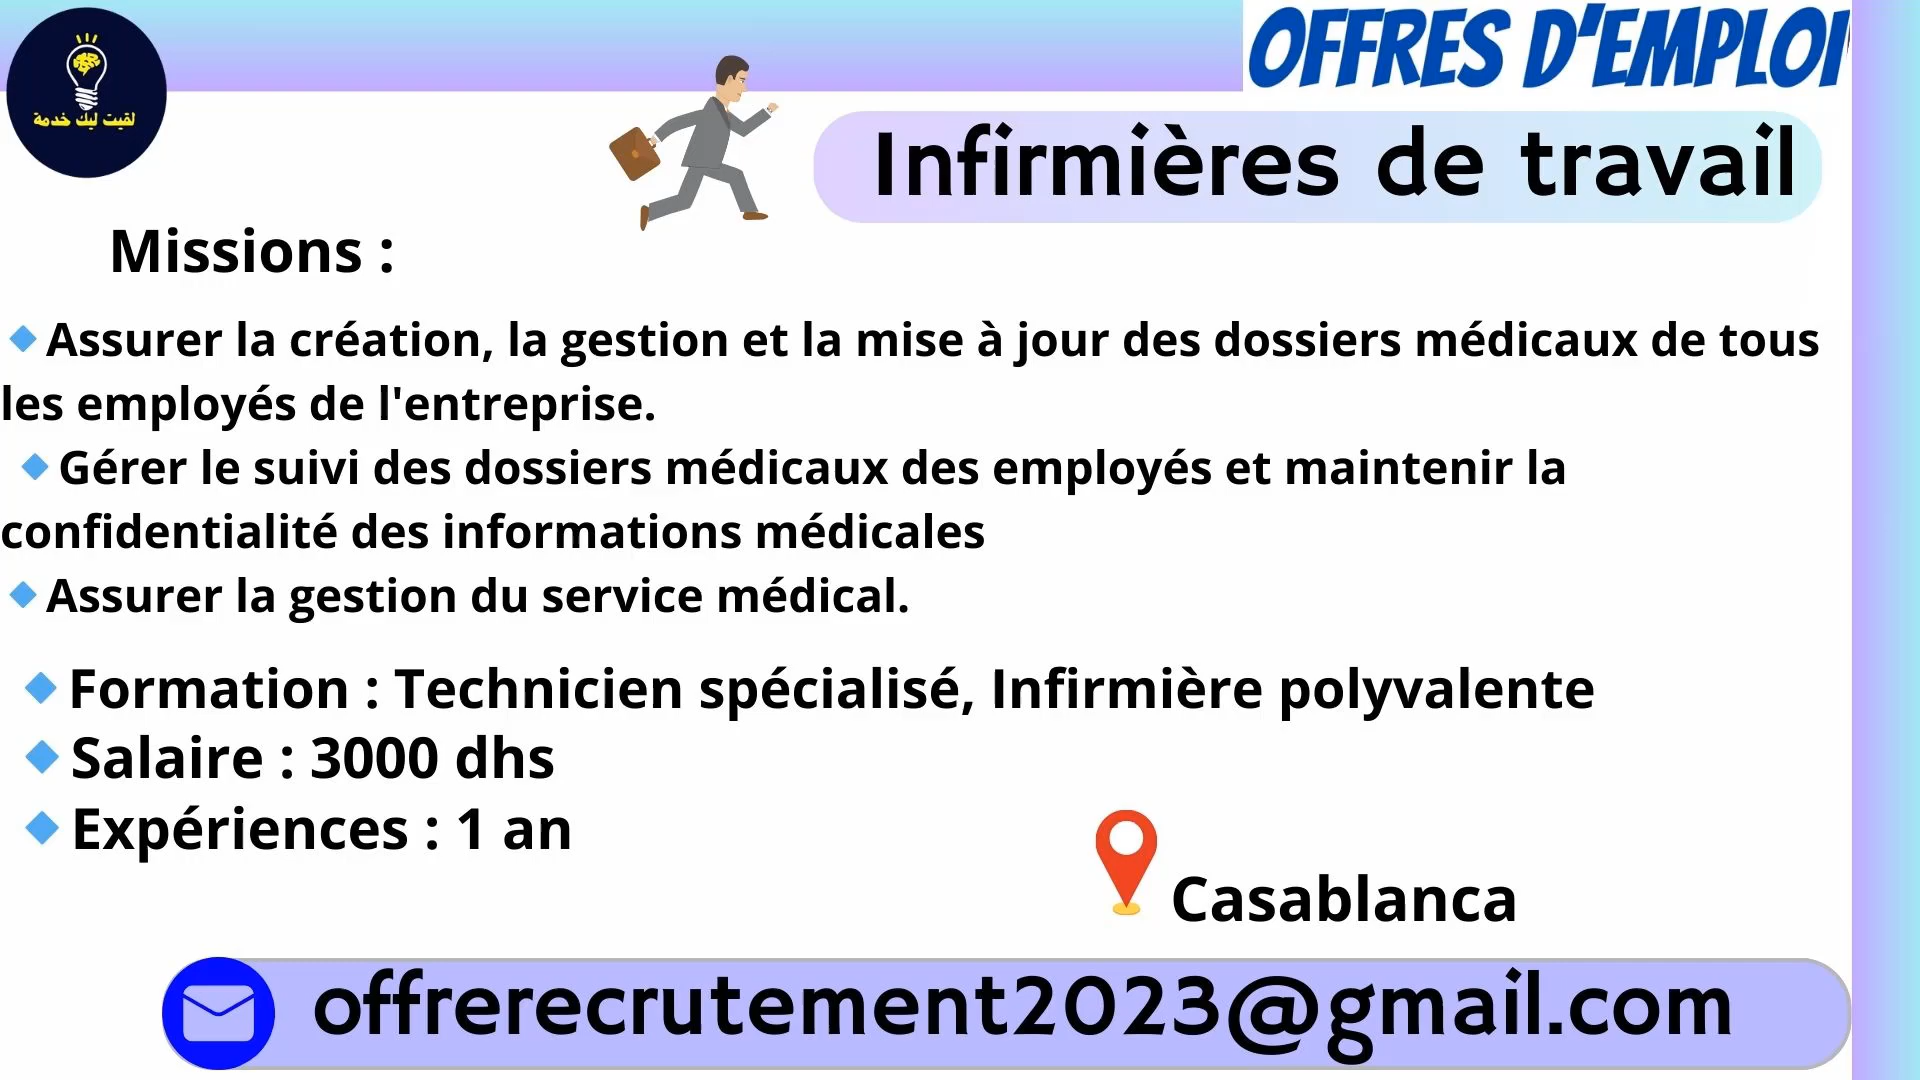 OFFRES D'EMPLOI
لقيت ليك خدمة
Infirmières de travail
Missions :
Assurer la création, la gestion et la mise à jour des dossiers médicaux de tous
les employés de l'entreprise.
Gérer le suivi des dossiers médicaux des employés et maintenir la
confidentialité des informations médicales
Assurer la gestion du service médical.
Formation : Technicien spécialisé, Infirmière polyvalente
Salaire : 3000 dhs
Expériences : 1 an
Casablanca
offrerecrutement2023@gmail.com